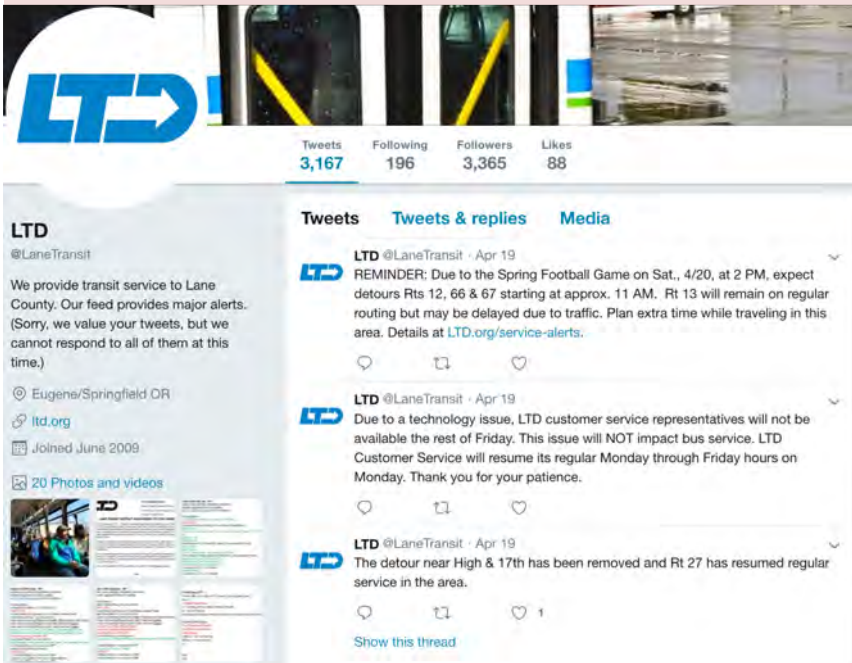 LTD
Tweets Following Followers Likes
3,167 196 3,365 88
LTD
@LaneTransit
We provide transit service to Lane
County. Our feed provides major alerts.
(Sorry, we value your tweets, but we
cannot respond to all of them at this
time.)
Eugene/Springfield OR
ltd.org
Joined June 2009
20 Photos and videos
LTD
Tweets Tweets & replies Media
LTD
LTD @LaneTransit · Apr 19
REMINDER: Due to the Spring Football Game on Sat., 4/20, at 2 PM, expect
detours Rts 12, 66 & 67 starting at approx. 11 AM. Rt 13 will remain on regular
routing but may be delayed due to traffic. Plan extra time while traveling in this
area. Details at LTD.org/service-alerts.
LTD
LTD @LaneTransit · Apr 19
Due to a technology issue, LTD customer service representatives will not be
available the rest of Friday. This issue will NOT impact bus service. LTD
Customer Service will resume its regular Monday through Friday hours on
Monday. Thank you for your patience.
LTD
LTD @LaneTransit · Apr 19
The detour near High & 17th has been removed and Rt 27 has resumed regular
service in the area.
1
Show this thread